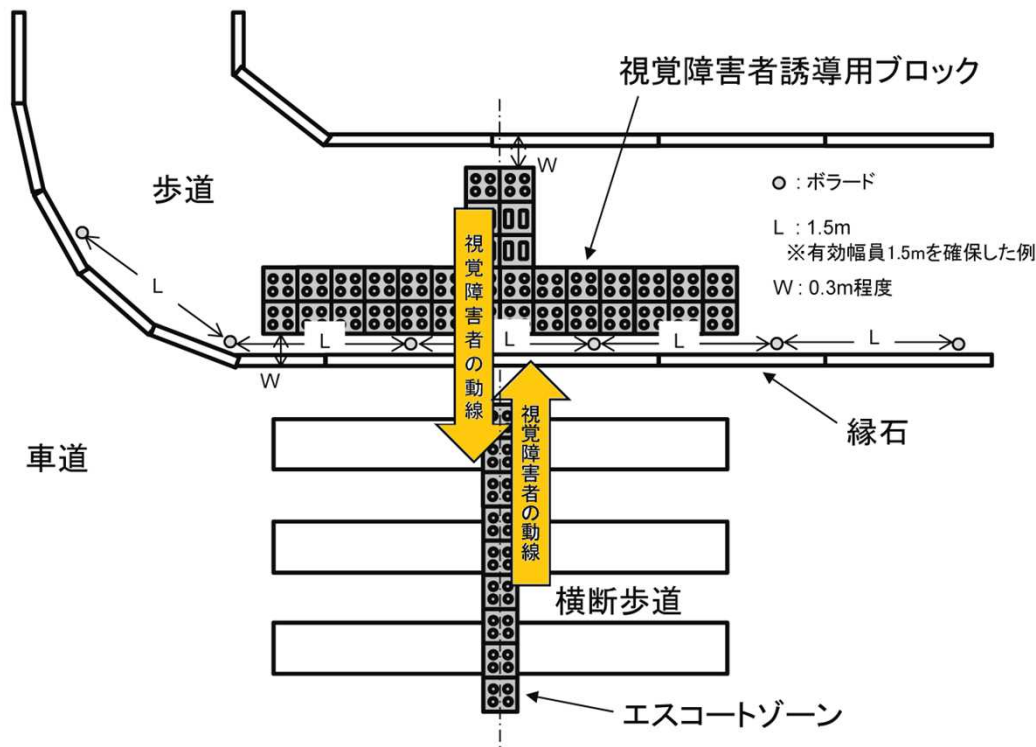 視覚障害者誘導用ブロック
W
歩道
○：ボラード
L：1.5m
※有効幅員1.5mを確保した例
W：0.3m程度
視覚障害者の動線
L
L
L
L
L
W
視覚障害者の動線
縁石
車道
横断歩道
エスコートゾーン